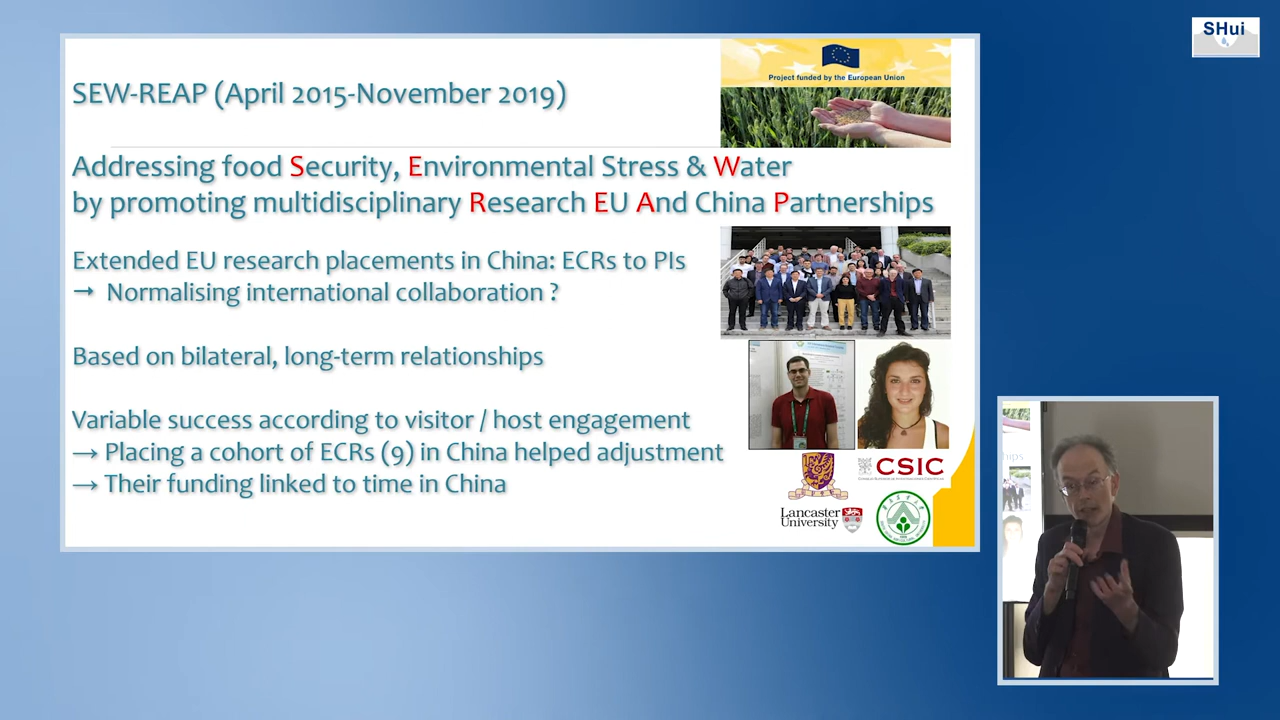 SHui
Project funded by the European Union
SEW-REAP (April 2015-November 2019)
Addressing food Security, Environmental Stress & Water
by promoting multidisciplinary Research EU And China Partnerships
Extended EU research placements in China: ECRs to PIs
→ Normalising international collaboration ?
Based on bilateral, long-term relationships
Variable success according to visitor / host engagement
→ Placing a cohort of ECRs (9) in China helped adjustment
→ Their funding linked to time in China
CSIC
Lancaster
University